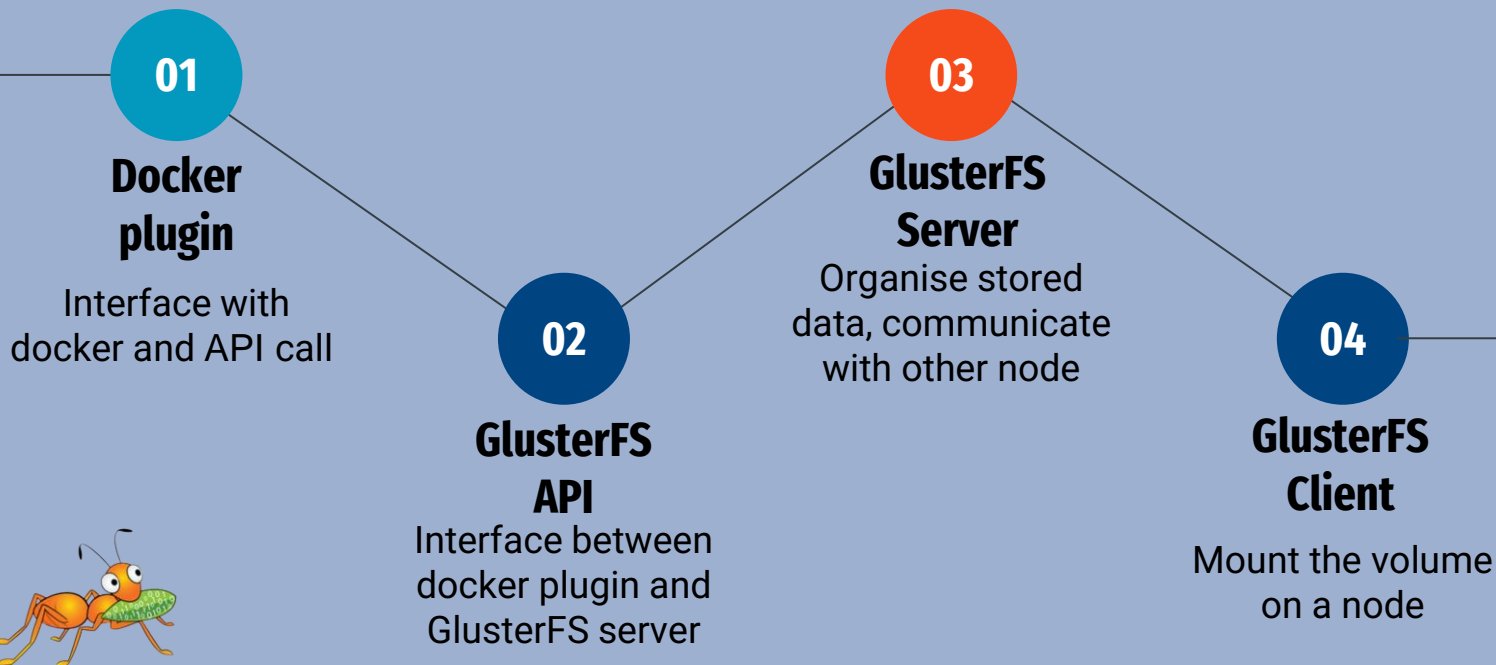 01
Docker
plugin
Interface with
docker and API call
02
GlusterFS
API
Interface between
docker plugin and
GlusterFS server
03
GlusterFS
Server
Organise stored
data, communicate
with other node
04
GlusterFS
Client
Mount the volume
on a node